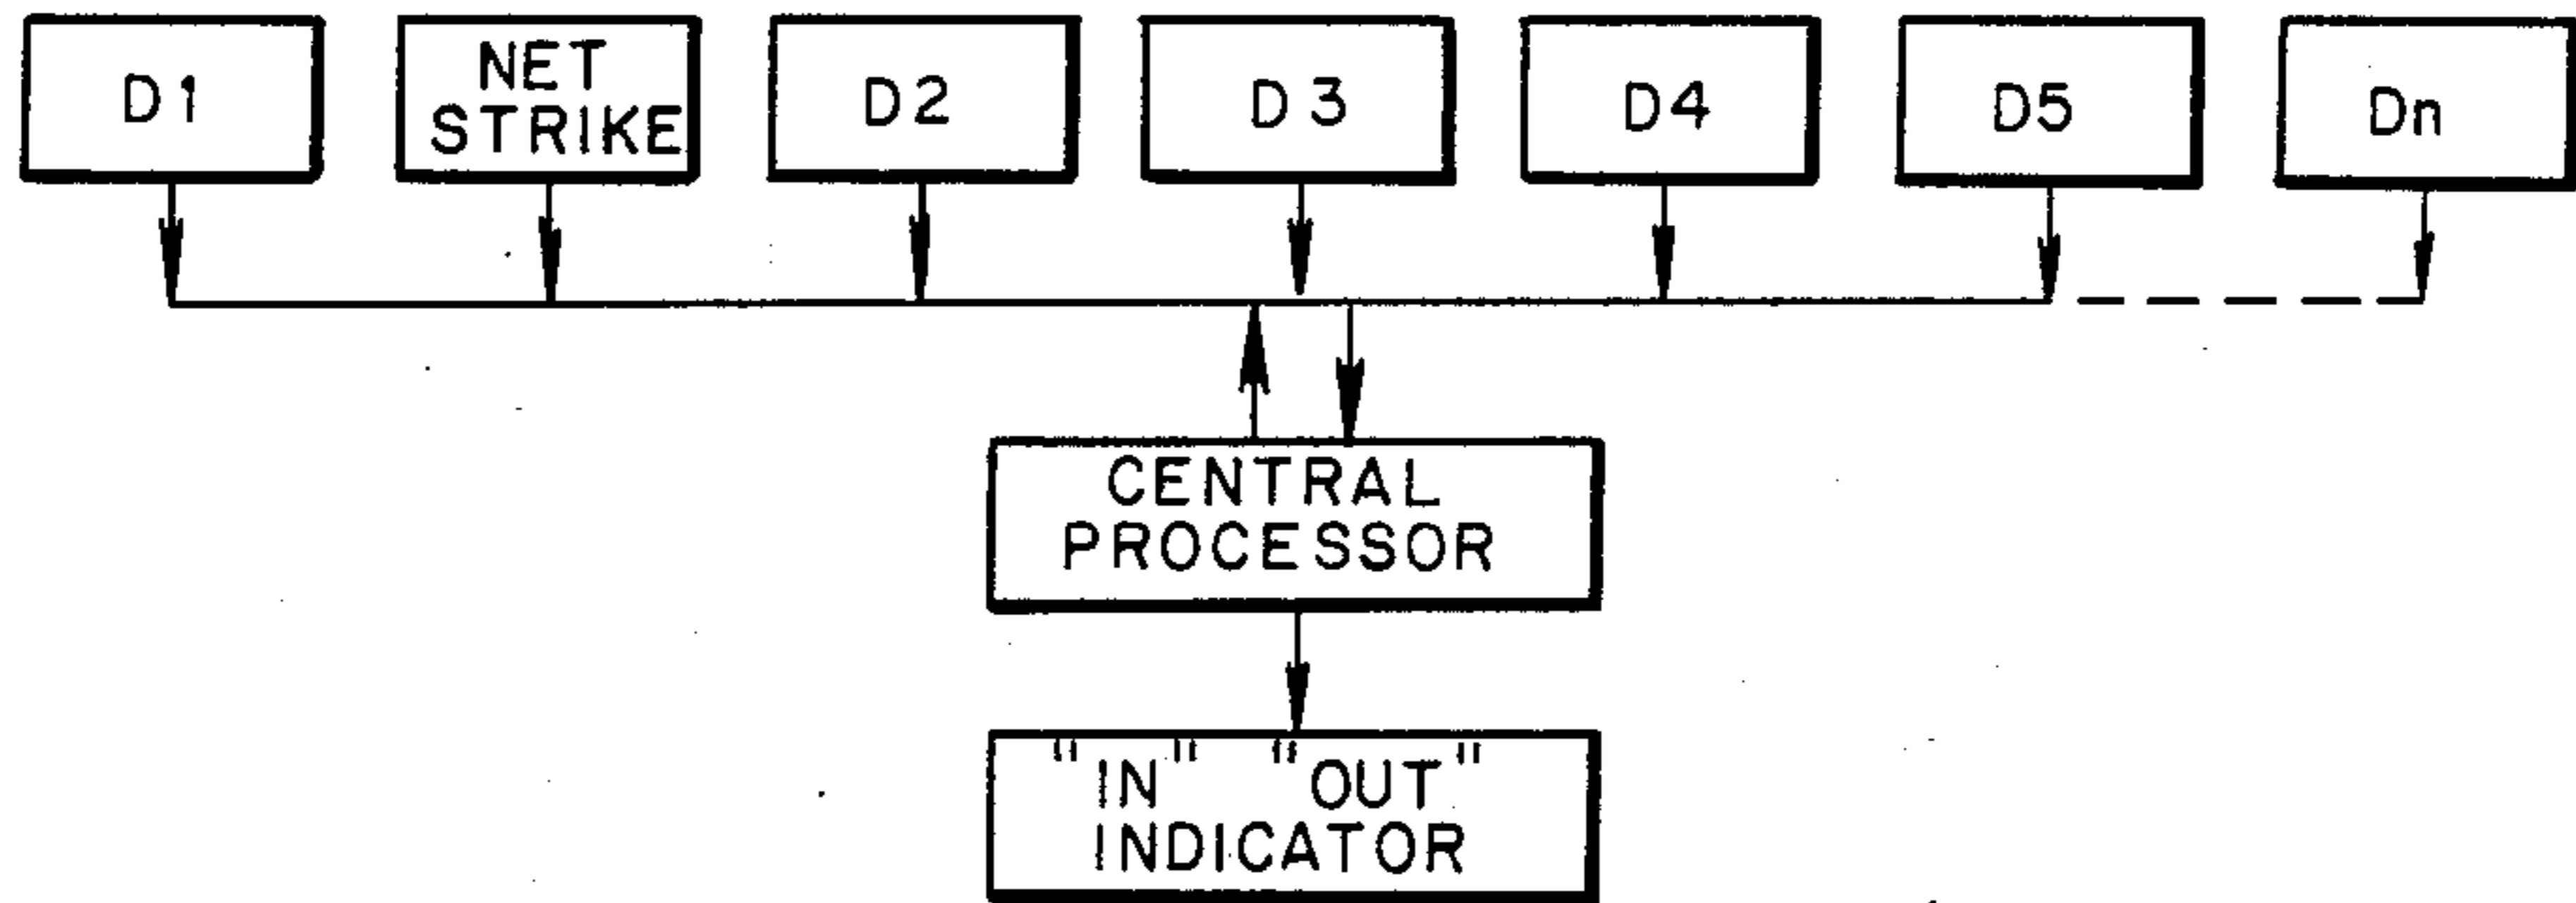 D1
NET
STRIKE
D2
D3
D4
D5
Dn
CENTRAL
PROCESSOR
"IN" "OUT"
INDICATOR